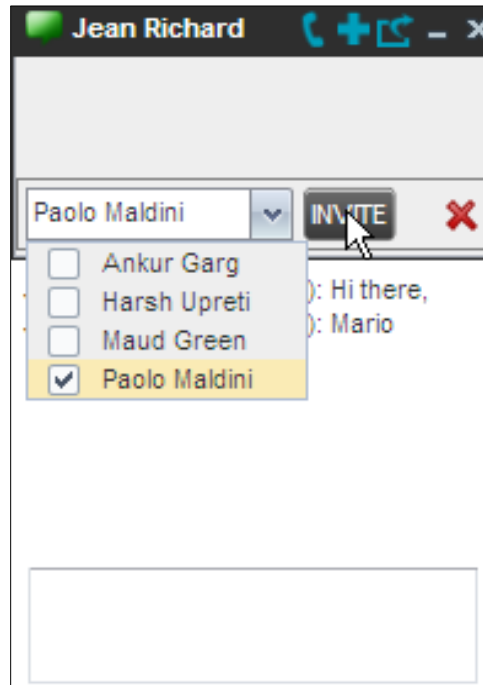 Jean Richard
Paolo Maldini INVITE
Ankur Garg
Harsh Upreti ): Hi there,
Maud Green ): Mario
Paolo Maldini